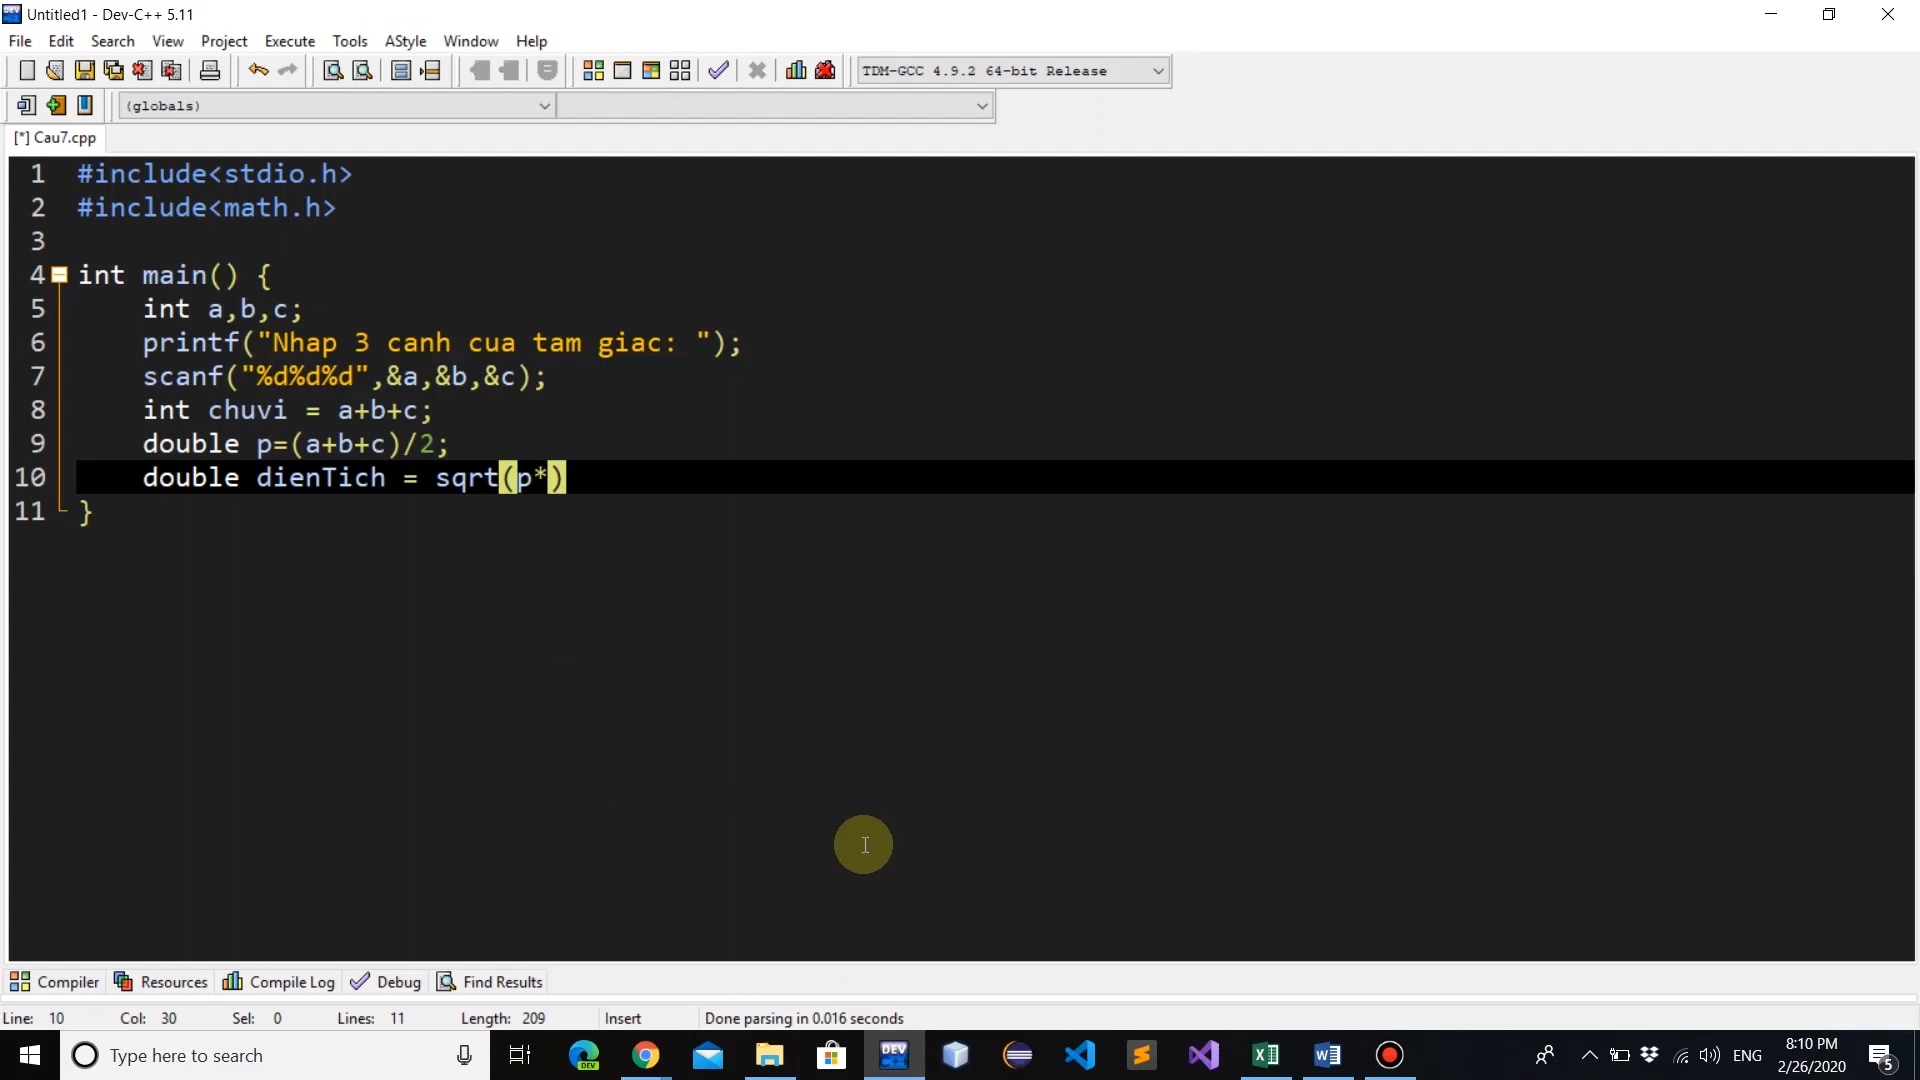 Untitled1 - Dev-C++ 5.11
File Edit Search View Project Execute Tools AStyle Window Help
TDM-GCC 4.9.2 64-bit Release
(globals)
[*] Cau7.cpp
1 #include<stdio.h>
2 #include<math.h>
3
4 int main() {
5 int a,b,c;
6 printf("Nhap 3 canh cua tam giac: ");
7 scanf("%d%d%d",&a,&b,&c);
8 int chuvi = a+b+c;
9 double p=(a+b+c)/2;
10 double dienTich = sqrt(p*)
11 }
Compiler Resources Compile Log Debug Find Results
Line: 10 Col: 30 Sel: 0 Lines: 11 Length: 209 Insert Done parsing in 0.016 seconds
Type here to search DEV DEV C++ ENG 8:10 PM
2/26/2020 5